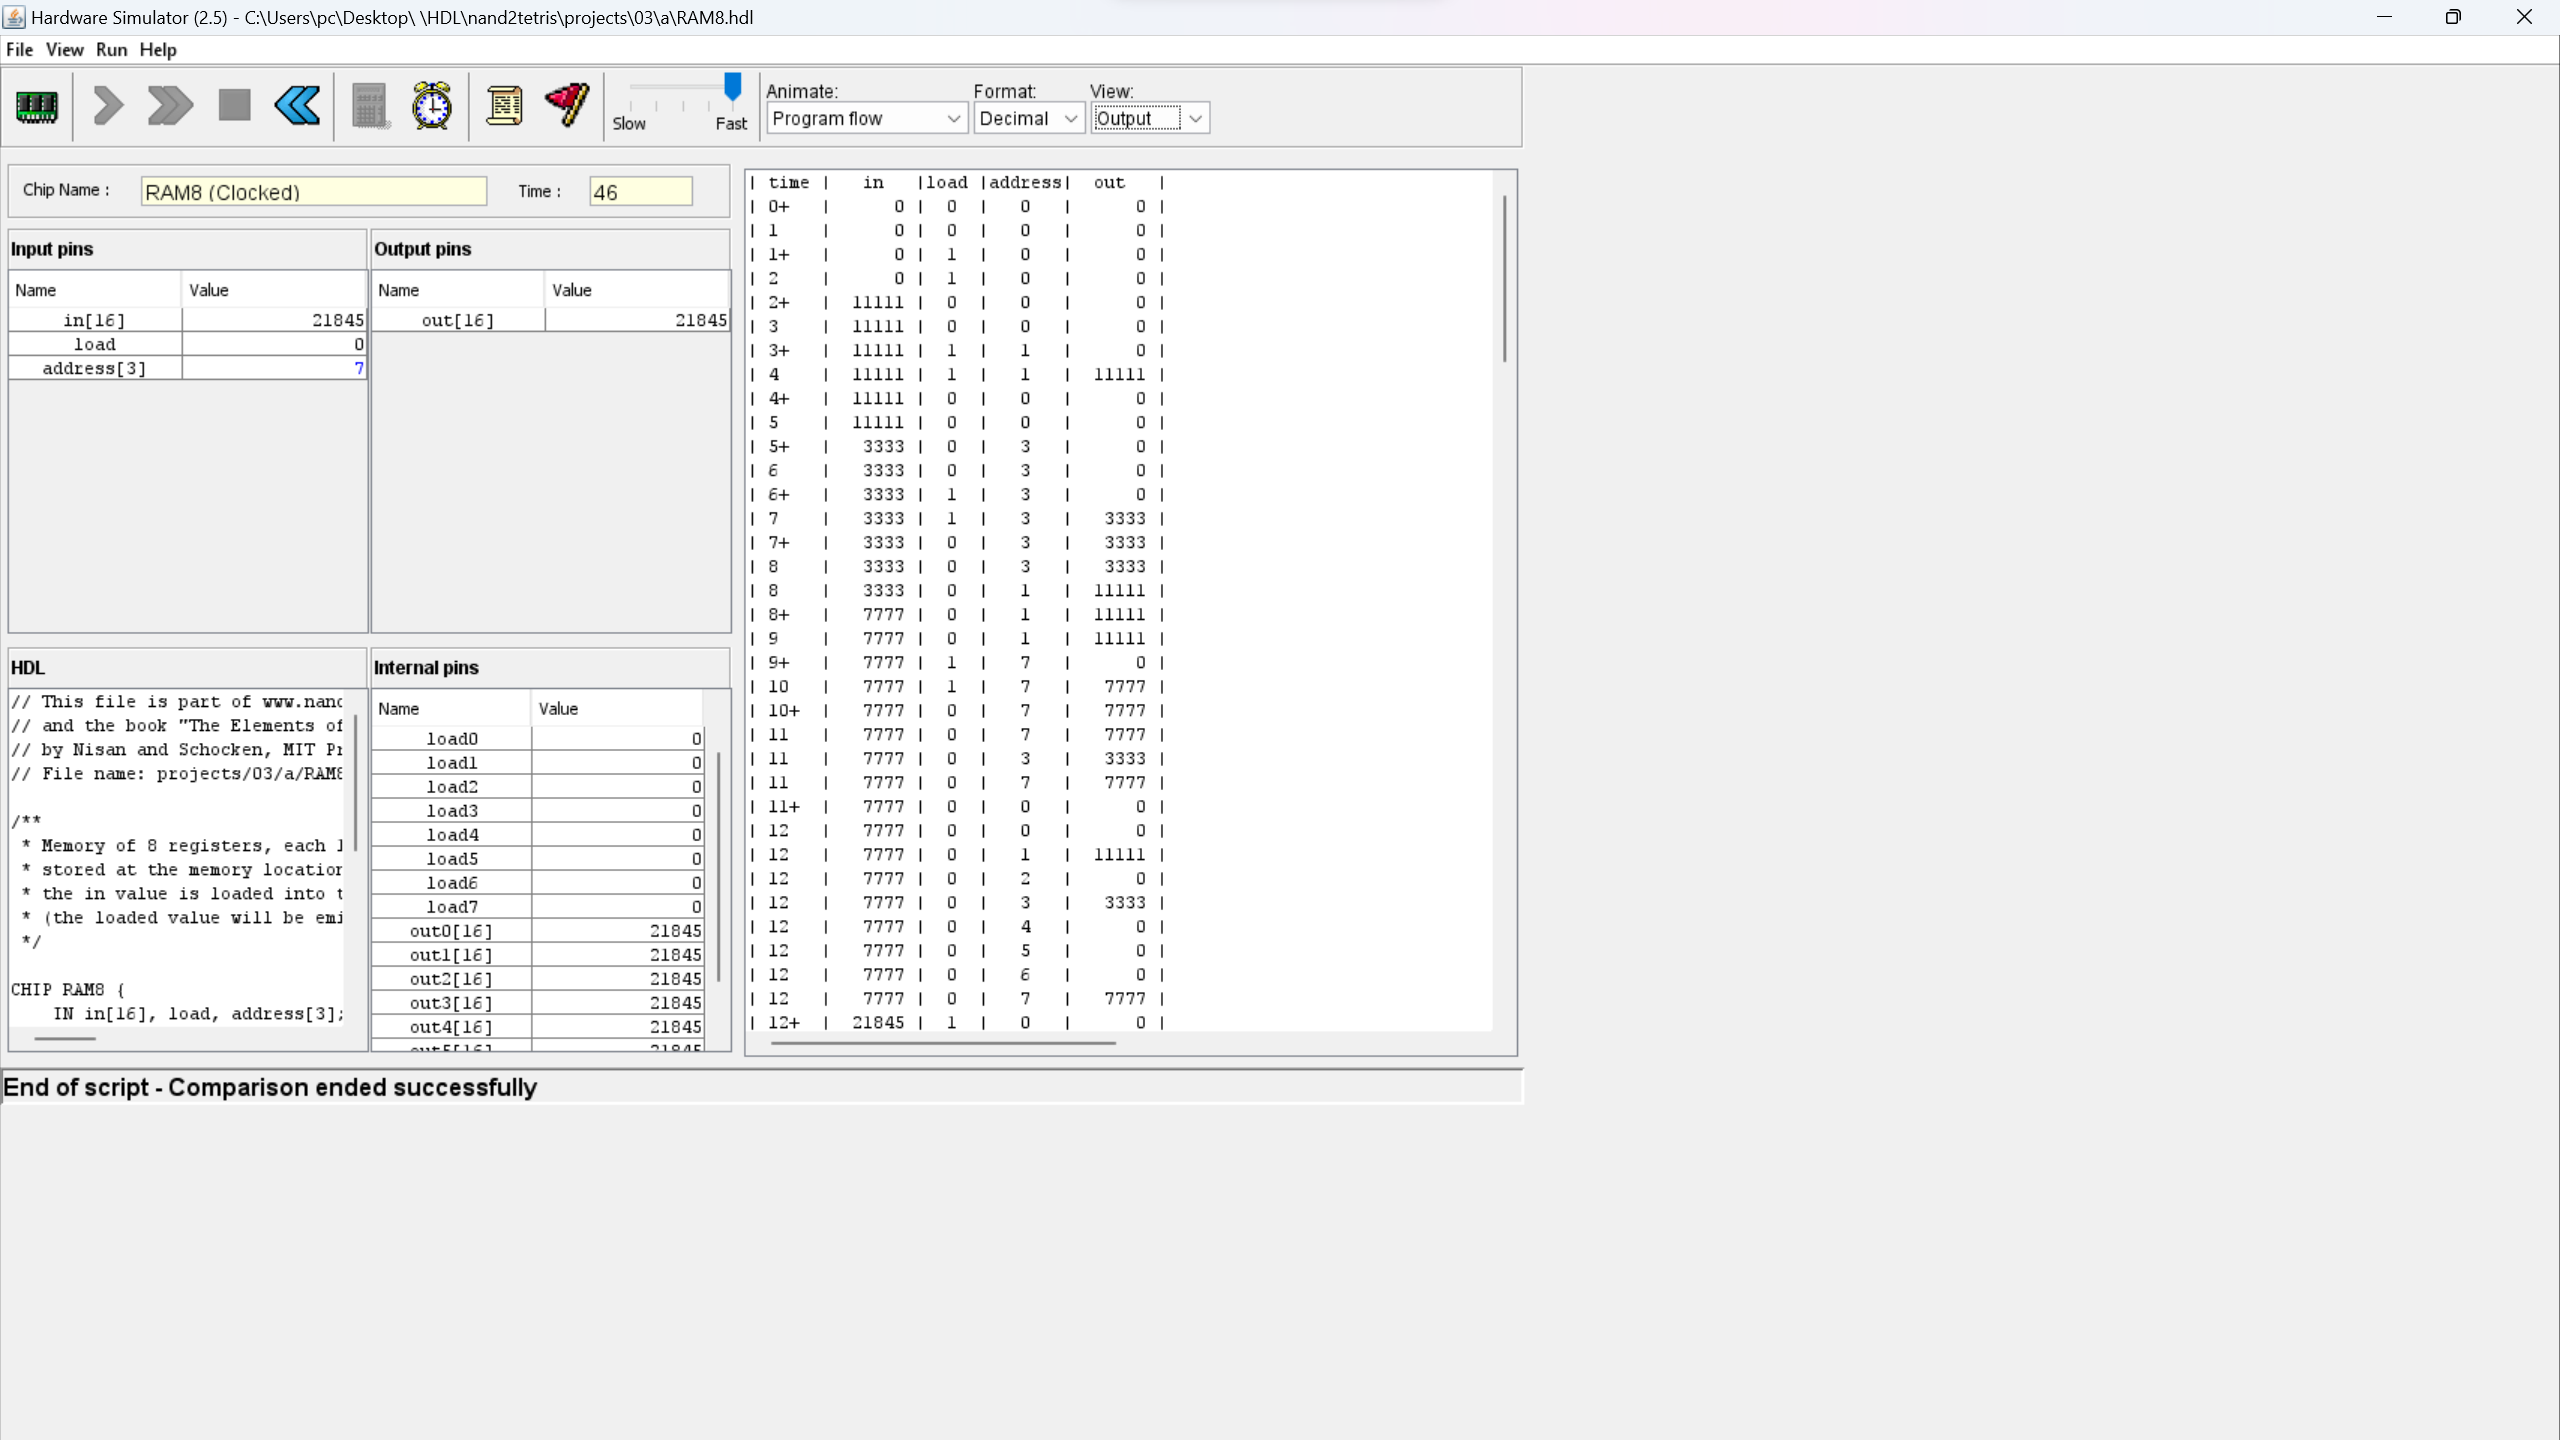 Hardware Simulator (2.5) - C:\Users\pc\Desktop\ \HDL\nand2tetris\projects\03\a\RAM8.hdl
File View Run Help
Slow Fast
Animate:
Program flow
Format:
Decimal
View:
Output
Chip Name : RAM8 (Clocked) Time : 46
Input pins
Name Value
in[16] 21845
load 0
address[3] 7
Output pins
Name Value
out[16] 21845
HDL
// This file is part of www.nand
// and the book "The Elements of
// by Nisan and Schocken, MIT Pr
// File name: projects/03/a/RAM8
/**
* Memory of 8 registers, each 1
* stored at the memory location
* the in value is loaded into t
* (the loaded value will be emi
*/
CHIP RAM8 {
IN in[16], load, address[3];
Internal pins
Name Value
load0 0
load1 0
load2 0
load3 0
load4 0
load5 0
load6 0
load7 0
out0[16] 21845
out1[16] 21845
out2[16] 21845
out3[16] 21845
out4[16] 21845
out5[16] 21845
| time | in |load |address| out |
| 0+ | 0 | 0 | 0 | 0 |
| 1 | 0 | 0 | 0 | 0 |
| 1+ | 0 | 1 | 0 | 0 |
| 2 | 0 | 1 | 0 | 0 |
| 2+ | 11111 | 0 | 0 | 0 |
| 3 | 11111 | 0 | 0 | 0 |
| 3+ | 11111 | 1 | 1 | 0 |
| 4 | 11111 | 1 | 1 | 11111 |
| 4+ | 11111 | 0 | 0 | 0 |
| 5 | 11111 | 0 | 0 | 0 |
| 5+ | 3333 | 0 | 3 | 0 |
| 6 | 3333 | 0 | 3 | 0 |
| 6+ | 3333 | 1 | 3 | 0 |
| 7 | 3333 | 1 | 3 | 3333 |
| 7+ | 3333 | 0 | 3 | 3333 |
| 8 | 3333 | 0 | 3 | 3333 |
| 8 | 3333 | 0 | 1 | 11111 |
| 8+ | 7777 | 0 | 1 | 11111 |
| 9 | 7777 | 0 | 1 | 11111 |
| 9+ | 7777 | 1 | 7 | 0 |
| 10 | 7777 | 1 | 7 | 7777 |
| 10+ | 7777 | 0 | 7 | 7777 |
| 11 | 7777 | 0 | 7 | 7777 |
| 11 | 7777 | 0 | 3 | 3333 |
| 11 | 7777 | 0 | 7 | 7777 |
| 11+ | 7777 | 0 | 0 | 0 |
| 12 | 7777 | 0 | 0 | 0 |
| 12 | 7777 | 0 | 1 | 11111 |
| 12 | 7777 | 0 | 2 | 0 |
| 12 | 7777 | 0 | 3 | 3333 |
| 12 | 7777 | 0 | 4 | 0 |
| 12 | 7777 | 0 | 5 | 0 |
| 12 | 7777 | 0 | 6 | 0 |
| 12 | 7777 | 0 | 7 | 7777 |
| 12+ | 21845 | 1 | 0 | 0 |
End of script - Comparison ended successfully